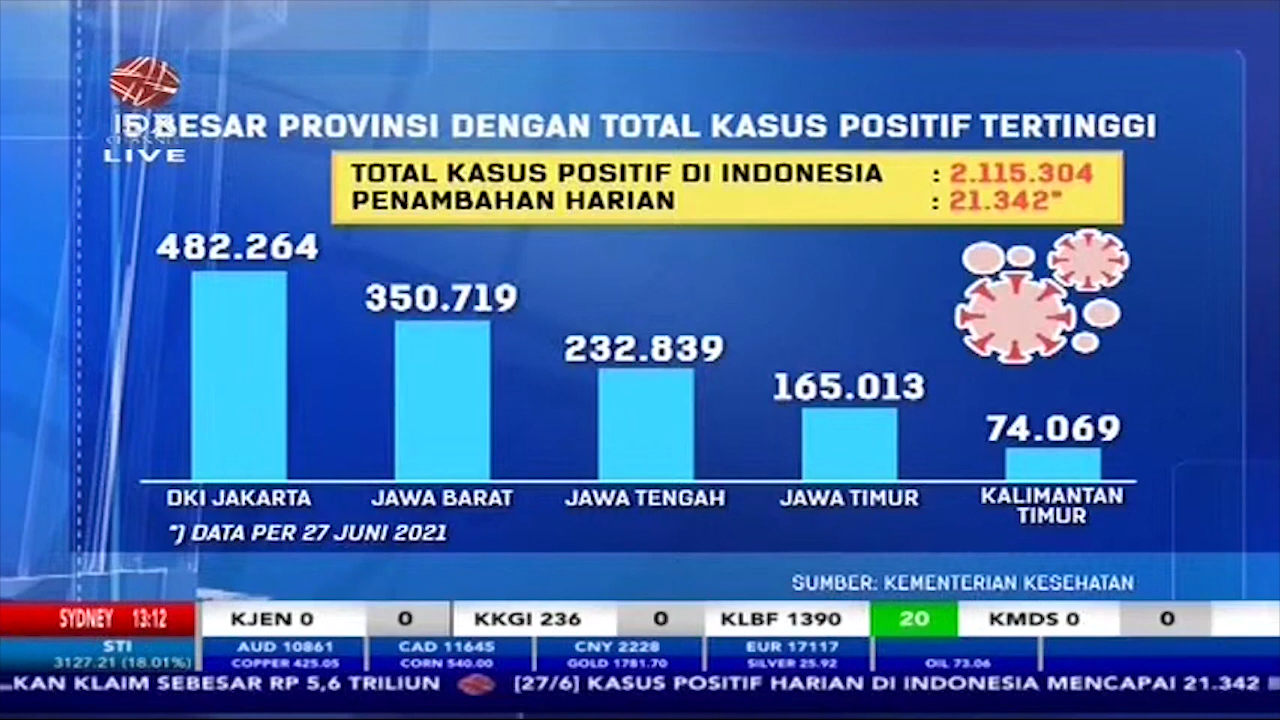 5 BESAR PROVINSI DENGAN TOTAL KASUS POSITIF TERTINGGI
LIVE
TOTAL KASUS POSITIF DI INDONESIA : 2.115.304
PENAMBAHAN HARIAN : 21.342*
482.264
350.719
232.839
165.013
74.069
DKI JAKARTA
JAWA BARAT
JAWA TENGAH
JAWA TIMUR
KALIMANTAN
TIMUR
*) DATA PER 27 JUNI 2021
SUMBER: KEMENTERIAN KESEHATAN
SYDNEY 13:12 KJEN 0 0 KKGI 236 0 KLBF 1390 20 KMDS 0 0
STI AUD 10861 CAD 11645 CNY 2228 EUR 17117
3127.21 (18.01%) COPPER 425.05 CORN 540.00 GOLD 1781.70 SILVER 25.92 OIL 73.06
...KAN KLAIM SEBESAR RP 5,6 TRILIUN [27/6] KASUS POSITIF HARIAN DI INDONESIA MENCAPAI 21.342